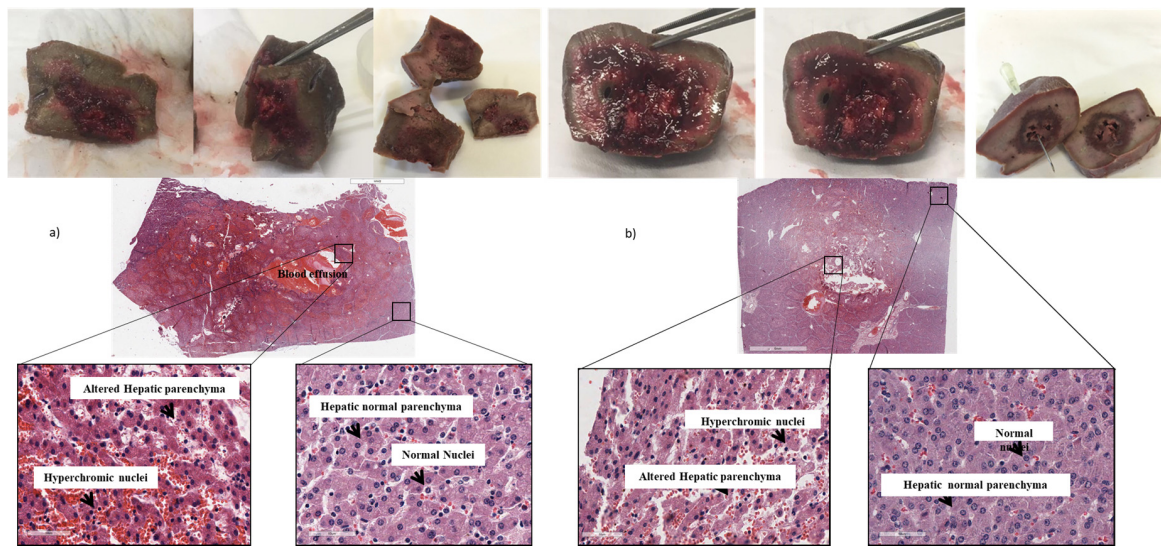 a)
b)
Blood effusion
Altered Hepatic parenchyma
Hyperchromic nuclei
Hepatic normal parenchyma
Normal Nuclei
Hyperchromic nuclei
Altered Hepatic parenchyma
Normal
nuclei
Hepatic normal parenchyma